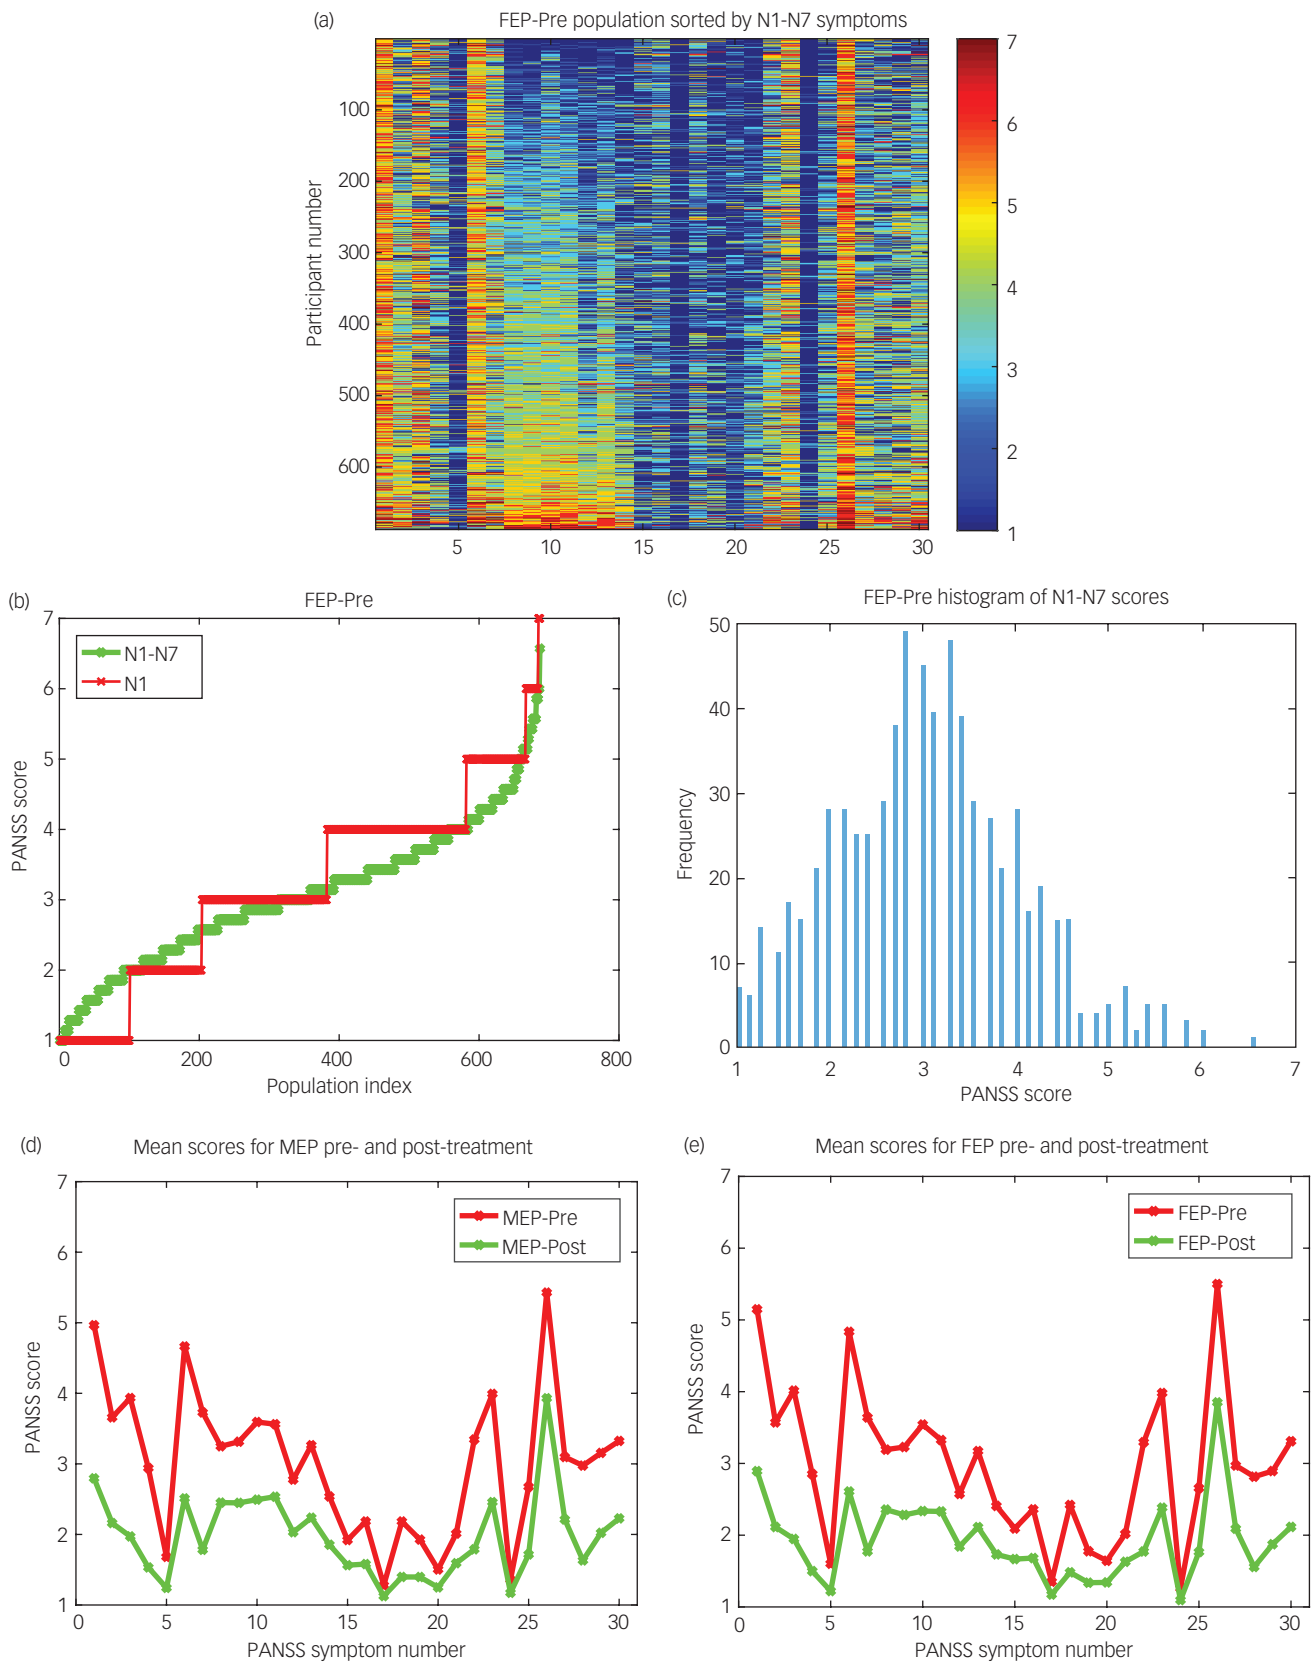 (a)
FEP-Pre population sorted by N1-N7 symptoms
Participant number
100
200
300
400
500
600
5
10
15
20
25
30
7
6
5
4
3
2
1
(b)
FEP-Pre
PANSS score
7
6
5
4
3
2
1
N1-N7
N1
0
200
400
600
800
Population index
(c)
FEP-Pre histogram of N1-N7 scores
Frequency
50
40
30
20
10
0
1
2
3
4
5
6
7
PANSS score
(d)
Mean scores for MEP pre- and post-treatment
PANSS score
7
6
5
4
3
2
1
MEP-Pre
MEP-Post
0
5
10
15
20
25
30
PANSS symptom number
(e)
Mean scores for FEP pre- and post-treatment
PANSS score
7
6
5
4
3
2
1
FEP-Pre
FEP-Post
0
5
10
15
20
25
30
PANSS symptom number